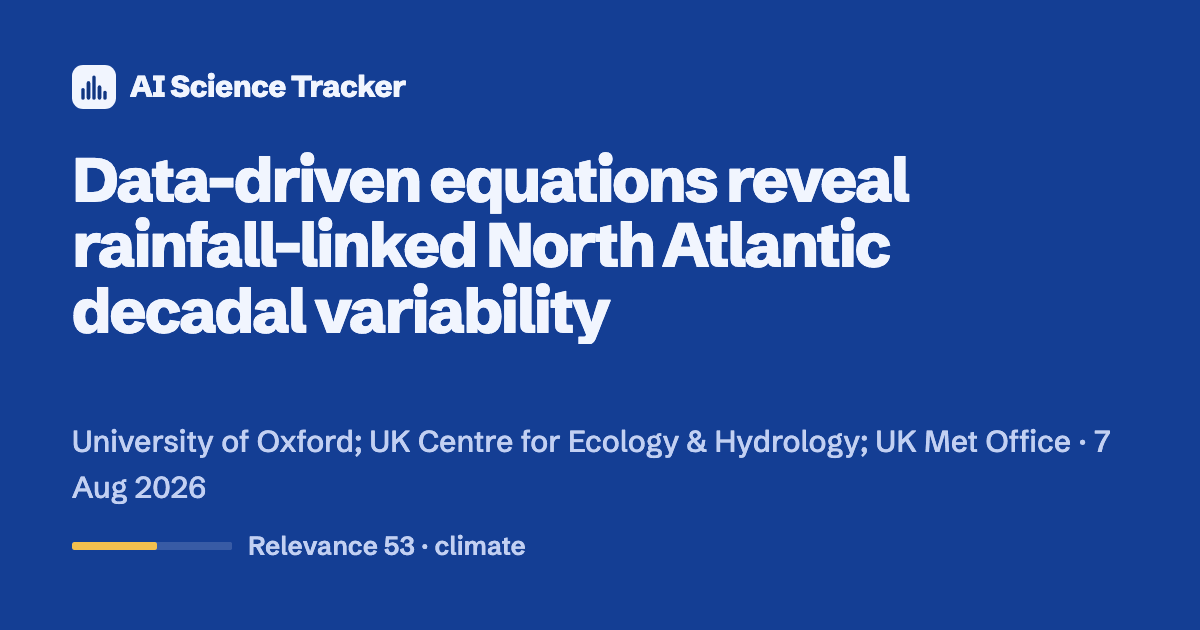 AI Science Tracker
Data-driven equations reveal
rainfall-linked North Atlantic
decadal variability
University of Oxford; UK Centre for Ecology & Hydrology; UK Met Office · 7
Aug 2026
Relevance 53 · climate